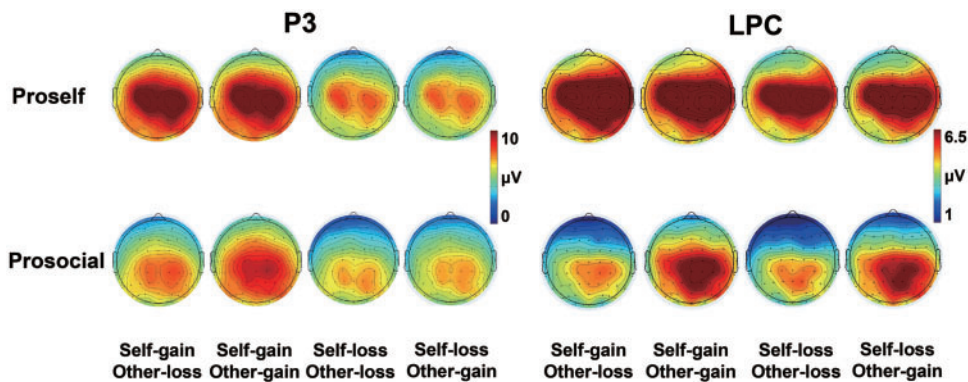 P3 LPC
Proself
10
µV
0
6.5
µV
1
Prosocial
Self-gain Self-gain Self-loss Self-loss Self-gain Self-gain Self-loss Self-loss
Other-loss Other-gain Other-loss Other-gain Other-loss Other-gain Other-loss Other-gain